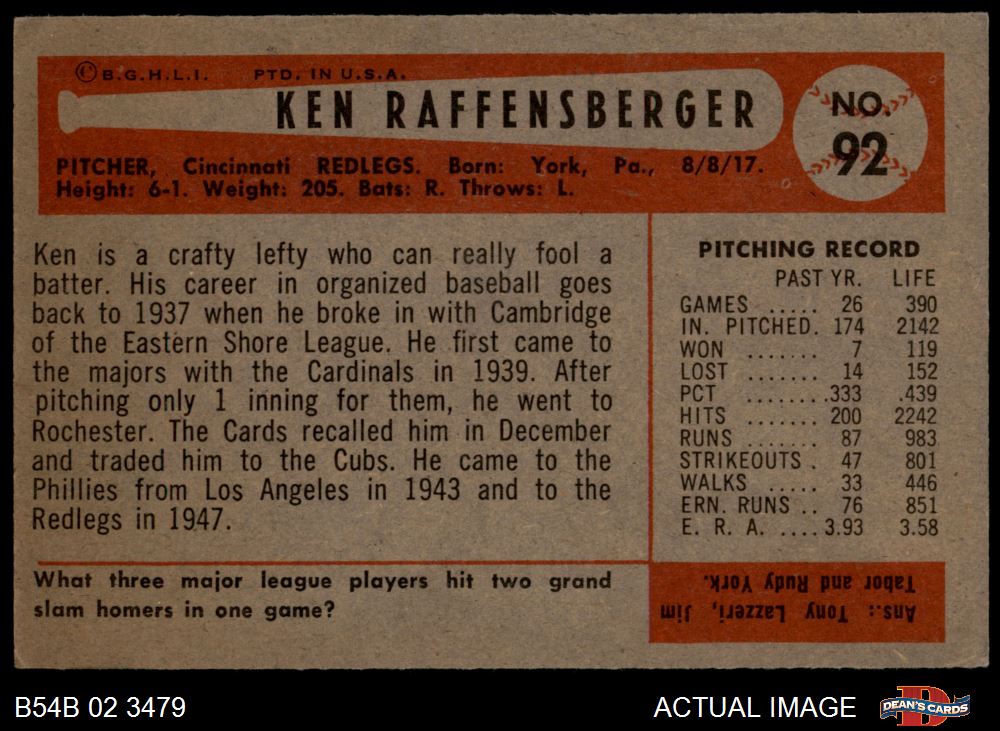 ©B.G.H.L.I. PTD. IN U.S.A.
KEN RAFFENSBERGER
NO.
92
PITCHER, Cincinnati REDLEGS. Born: York, Pa., 8/8/17.
Height: 6-1. Weight: 205. Bats: R. Throws: L.
Ken is a crafty lefty who can really fool a
batter. His career in organized baseball goes
back to 1937 when he broke in with Cambridge
of the Eastern Shore League. He first came to
the majors with the Cardinals in 1939. After
pitching only 1 inning for them, he went to
Rochester. The Cards recalled him in December
and traded him to the Cubs. He came to the
Phillies from Los Angeles in 1943 and to the
Redlegs in 1947.
PITCHING RECORD
PAST YR. LIFE
GAMES ..... 26 390
IN. PITCHED. 174 2142
WON ....... 7 119
LOST ....... 14 152
PCT ........333 .439
HITS ....... 200 2242
RUNS ....... 87 983
STRIKEOUTS . 47 801
WALKS ..... 33 446
ERN. RUNS .. 76 851
E. R. A. ....3.93 3.58
What three major league players hit two grand
slam homers in one game?
Ans.: Tony Lazzeri, Jim
Tabor and Rudy York.
B54B 02 3479
ACTUAL IMAGE
DEAN'S CARDS